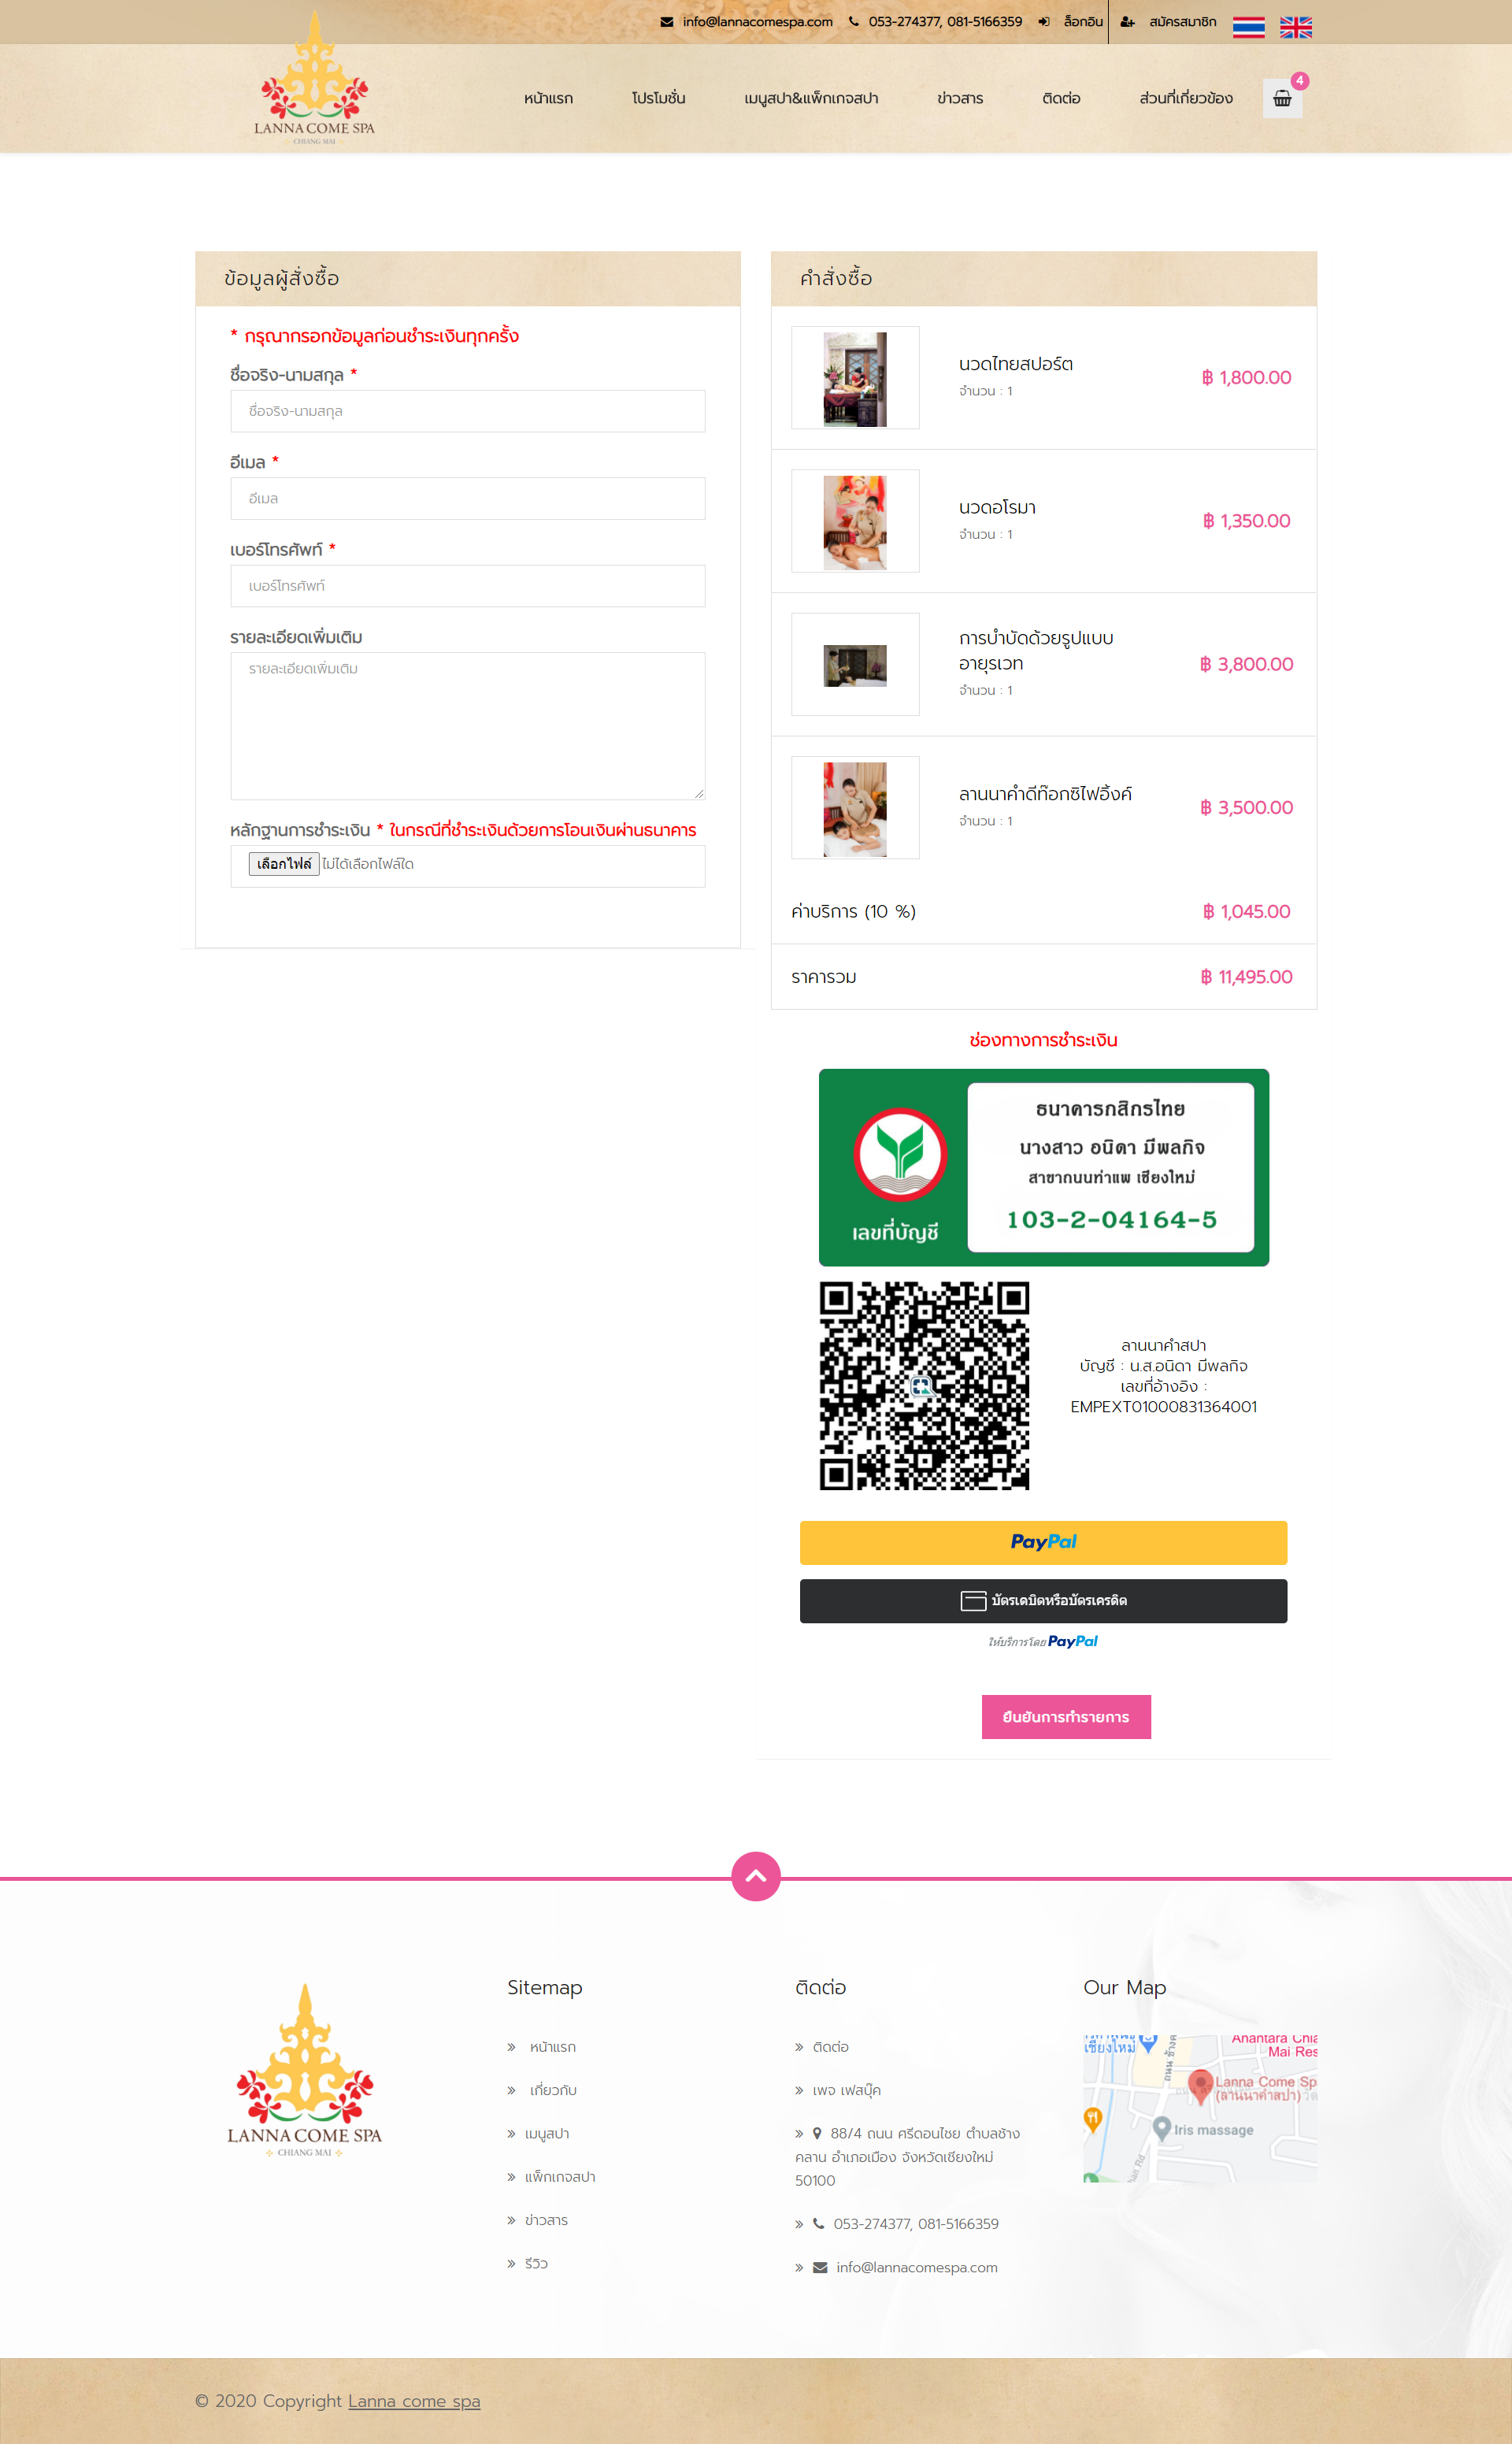 info@lannacomespa.com 053-274377, 081-5166359 ล็อกอิน สมัครสมาชิก
LANNA COME SPA
CHIANG MAI
หน้าแรก โปรโมชั่น เมนูสปา&แพ็กเกจสปา ข่าวสาร ติดต่อ ส่วนที่เกี่ยวข้อง 4
ข้อมูลผู้สั่งซื้อ
* กรุณากรอกข้อมูลก่อนชำระเงินทุกครั้ง
ชื่อจริง-นามสกุล *
ชื่อจริง-นามสกุล
อีเมล *
อีเมล
เบอร์โทรศัพท์ *
เบอร์โทรศัพท์
รายละเอียดเพิ่มเติม
รายละเอียดเพิ่มเติม
หลักฐานการชำระเงิน * ในกรณีที่ชำระเงินด้วยการโอนเงินผ่านธนาคาร
เลือกไฟล์ ไม่ได้เลือกไฟล์ใด
คำสั่งซื้อ
นวดไทยสปอร์ต
จำนวน : 1
฿ 1,800.00
นวดอโรมา
จำนวน : 1
฿ 1,350.00
การบำบัดด้วยรูปแบบ
อายุรเวท
จำนวน : 1
฿ 3,800.00
ลานนาคำดีท๊อกซิไฟอิ้งค์
จำนวน : 1
฿ 3,500.00
ค่าบริการ (10 %) ฿ 1,045.00
ราคารวม ฿ 11,495.00
ช่องทางการชำระเงิน
ธนาคารกสิกรไทย
นางสาว อนิดา มีพลกิจ
สาขาถนนท่าแพ เชียงใหม่
103-2-04164-5
เลขที่บัญชี
ลานนาคำสปา
บัญชี : น.ส.อนิดา มีพลกิจ
เลขที่อ้างอิง :
EMPEXT01000831364001
PayPal
บัตรเดบิตหรือบัตรเครดิต
ให้บริการโดย PayPal
ยืนยันการทำรายการ
LANNA COME SPA
CHIANG MAI
Sitemap
หน้าแรก
เกี่ยวกับ
เมนูสปา
แพ็กเกจสปา
ข่าวสาร
รีวิว
ติดต่อ
ติดต่อ
เพจ เฟสบุ๊ค
88/4 ถนน ศรีดอนไชย ตำบลช้าง
คลาน อำเภอเมือง จังหวัดเชียงใหม่
50100
053-274377, 081-5166359
info@lannacomespa.com
Our Map
เชียงใหม่
Anantara Chia
Mai Res
Lanna Come Sp
(ลานนาคำสปา)
Iris massage
© 2020 Copyright Lanna come spa